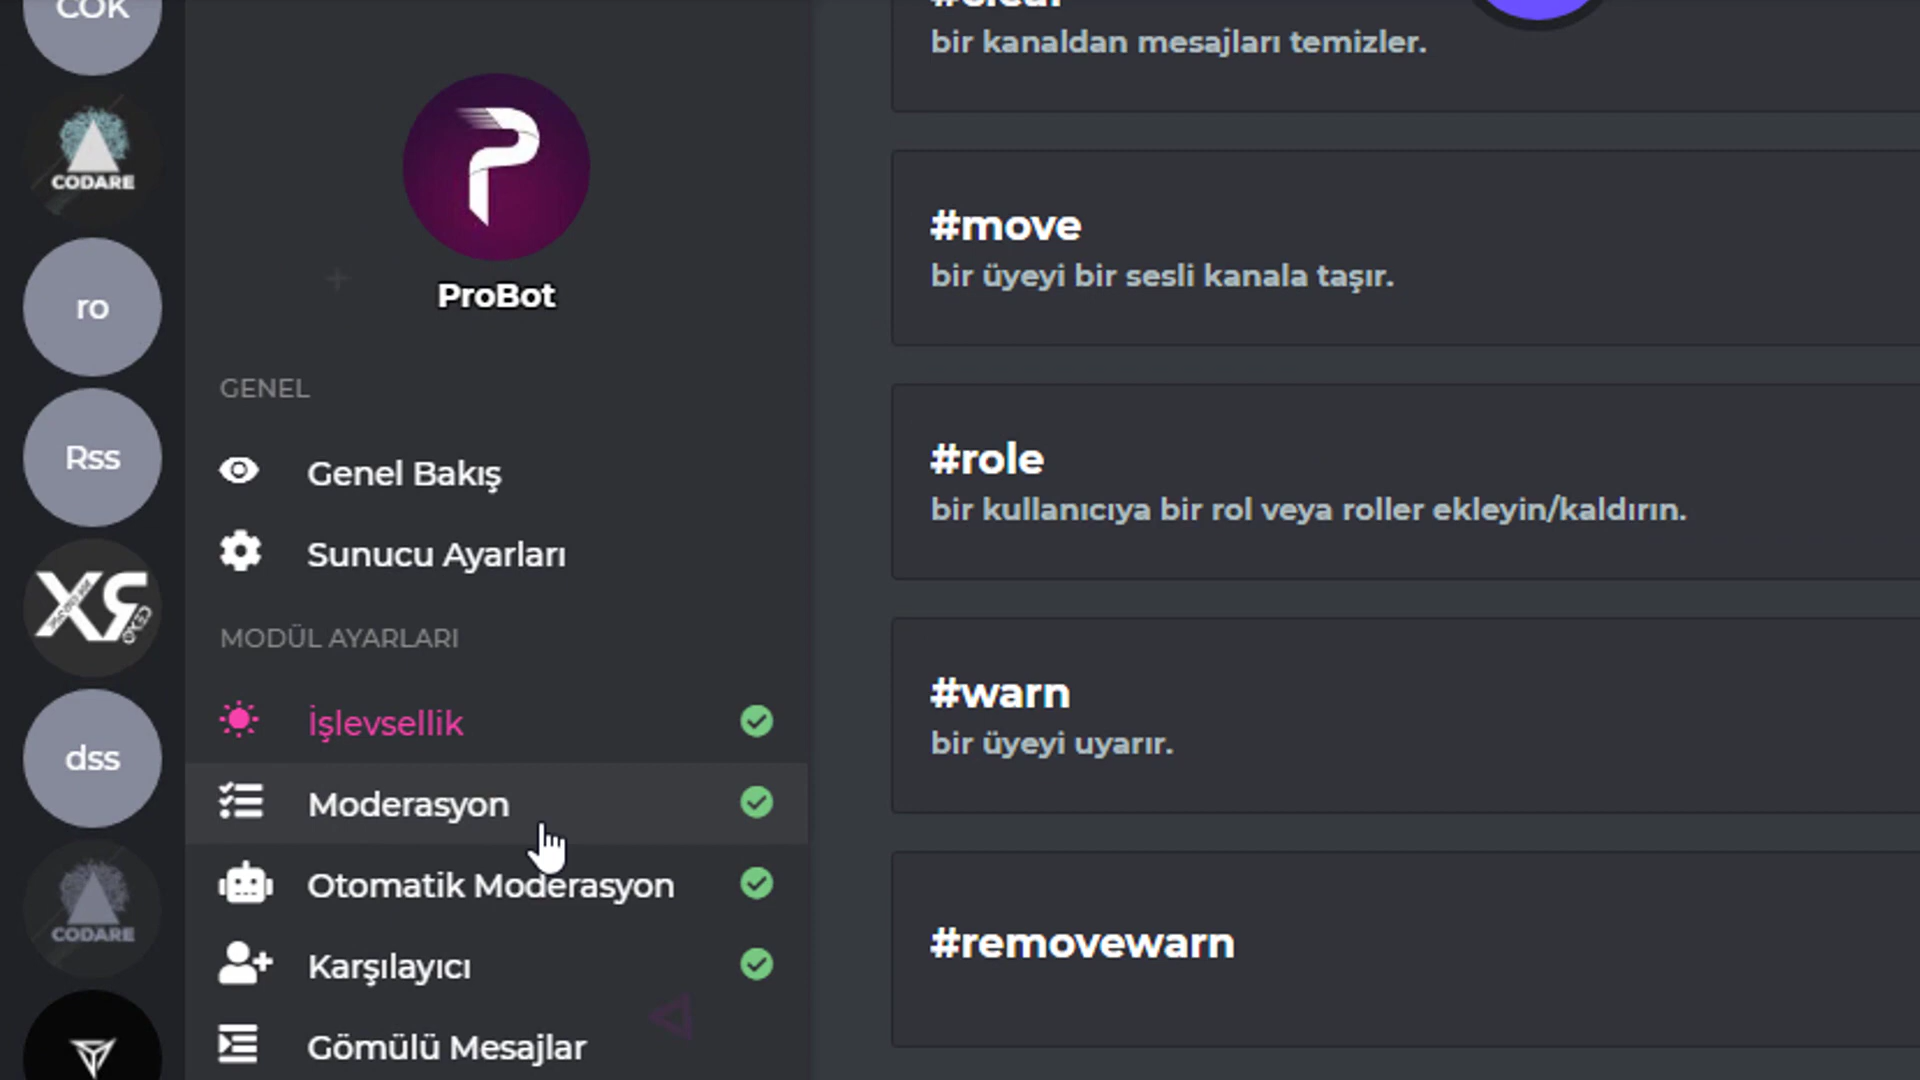 ÇOK
CODARE
ro
Rss
XR
dss
CODARE
ProBot
GENEL
Genel Bakış
Sunucu Ayarları
MODÜL AYARLARI
İşlevsellik
Moderasyon
Otomatik Moderasyon
Karşılayıcı
Gömülü Mesajlar
#clear
bir kanaldan mesajları temizler.
#move
bir üyeyi bir sesli kanala taşır.
#role
bir kullanıcıya bir rol veya roller ekleyin/kaldırın.
#warn
bir üyeyi uyarır.
#removewarn